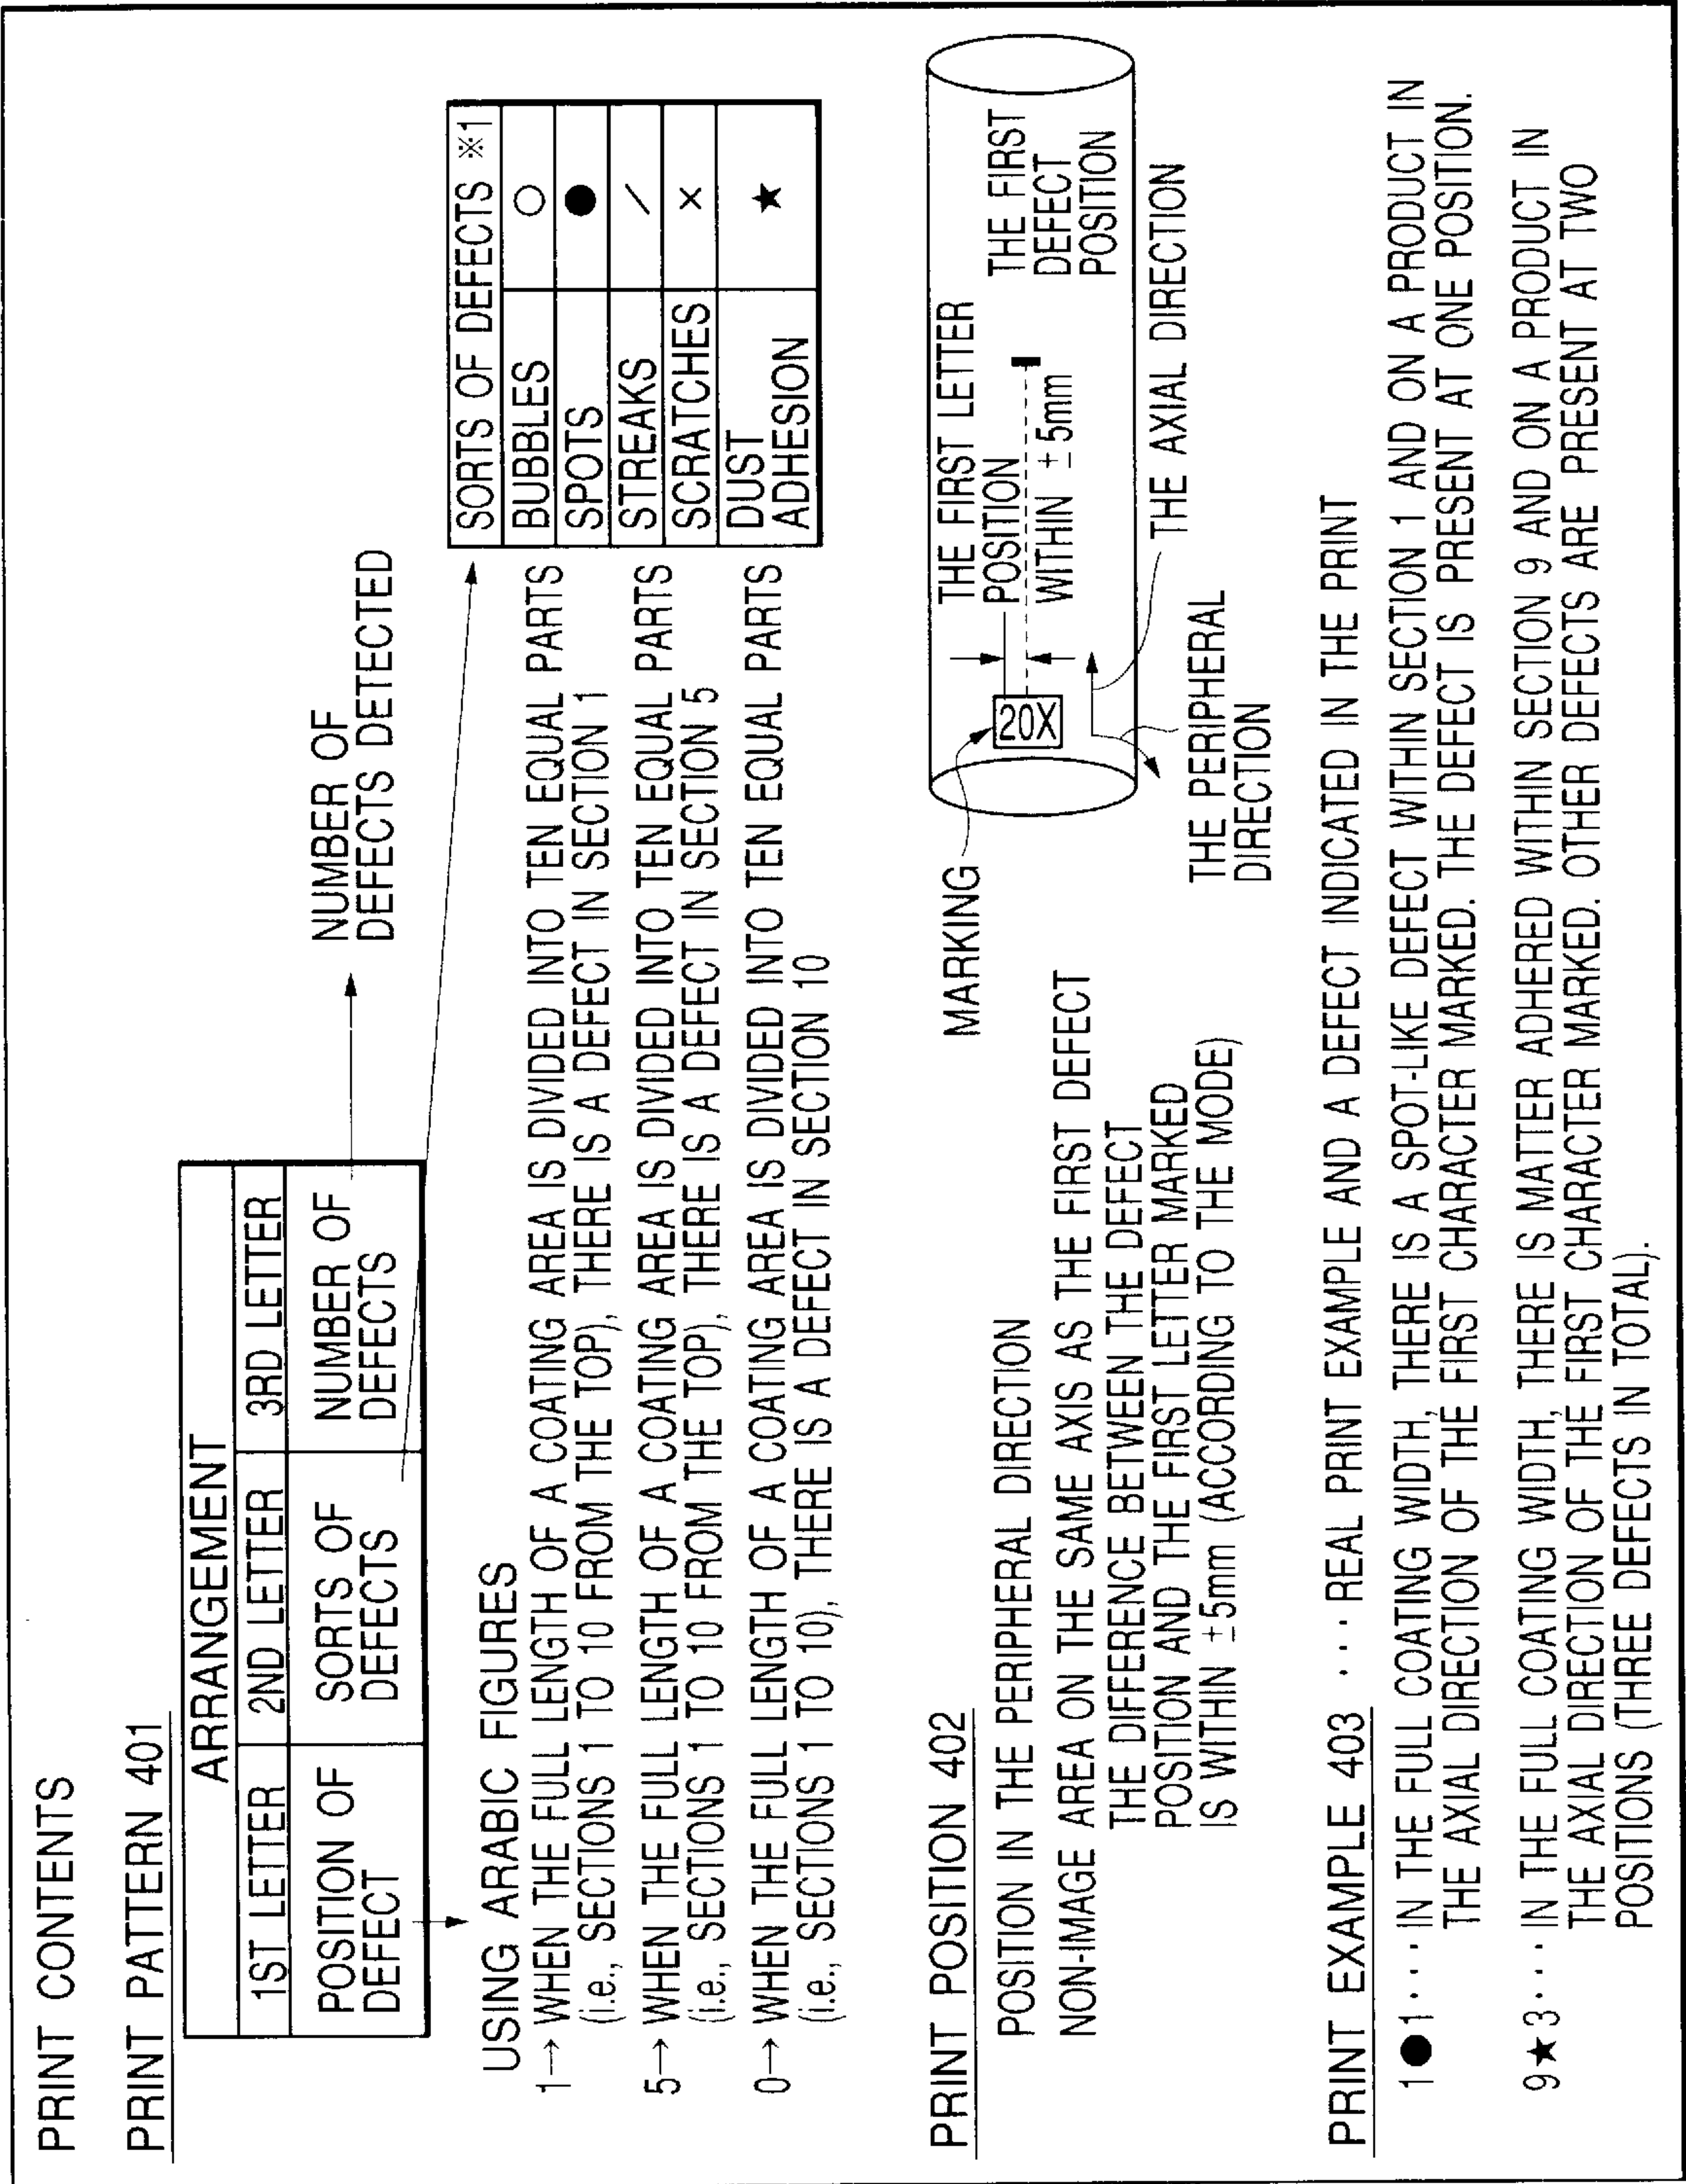 PRINT CONTENTS
PRINT PATTERN 401
ARRANGEMENT
1ST LETTER 2ND LETTER 3RD LETTER
POSITION OF DEFECT
SORTS OF DEFECTS
NUMBER OF DEFECTS
NUMBER OF
DEFECTS DETECTED
SORTS OF DEFECTS ※1
BUBBLES ○
SPOTS ●
STREAKS /
SCRATCHES ×
DUST
ADHESION ★
USING ARABIC FIGURES
1→ WHEN THE FULL LENGTH OF A COATING AREA IS DIVIDED INTO TEN EQUAL PARTS
(i.e., SECTIONS 1 TO 10 FROM THE TOP), THERE IS A DEFECT IN SECTION 1
5→ WHEN THE FULL LENGTH OF A COATING AREA IS DIVIDED INTO TEN EQUAL PARTS
(i.e., SECTIONS 1 TO 10 FROM THE TOP), THERE IS A DEFECT IN SECTION 5
0→ WHEN THE FULL LENGTH OF A COATING AREA IS DIVIDED INTO TEN EQUAL PARTS
(i.e., SECTIONS 1 TO 10), THERE IS A DEFECT IN SECTION 10
PRINT POSITION 402
POSITION IN THE PERIPHERAL DIRECTION
NON-IMAGE AREA ON THE SAME AXIS AS THE FIRST DEFECT
THE DIFFERENCE BETWEEN THE DEFECT
POSITION AND THE FIRST LETTER MARKED
IS WITHIN ±5mm (ACCORDING TO THE MODE)
MARKING
20X
THE FIRST LETTER
POSITION
WITHIN ±5mm
THE FIRST
DEFECT
POSITION
THE AXIAL DIRECTION
THE PERIPHERAL
DIRECTION
PRINT EXAMPLE 403 ···REAL PRINT EXAMPLE AND A DEFECT INDICATED IN THE PRINT
1●1···· IN THE FULL COATING WIDTH, THERE IS A SPOT-LIKE DEFECT WITHIN SECTION 1 AND ON A PRODUCT IN
THE AXIAL DIRECTION OF THE FIRST CHARACTER MARKED. THE DEFECT IS PRESENT AT ONE POSITION.
9★3···· IN THE FULL COATING WIDTH, THERE IS MATTER ADHERED WITHIN SECTION 9 AND ON A PRODUCT IN
THE AXIAL DIRECTION OF THE FIRST CHARACTER MARKED. OTHER DEFECTS ARE PRESENT AT TWO
POSITIONS (THREE DEFECTS IN TOTAL).